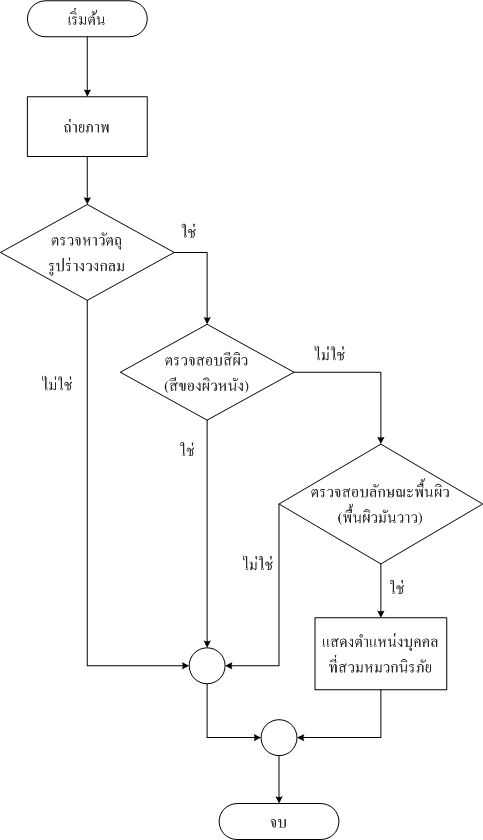 เริ่มต้น
ถ่ายภาพ
ตรวจหาวัตถุ
รูปร่างวงกลม
ใช่
ไม่ใช่
ตรวจสอบสีผิว
(สีของผิวหนัง)
ไม่ใช่
ใช่
ตรวจสอบลักษณะพื้นผิว
(พื้นผิวมันวาว)
ไม่ใช่
ใช่
แสดงตำแหน่งบุคคล
ที่สวมหมวกนิรภัย
จบ